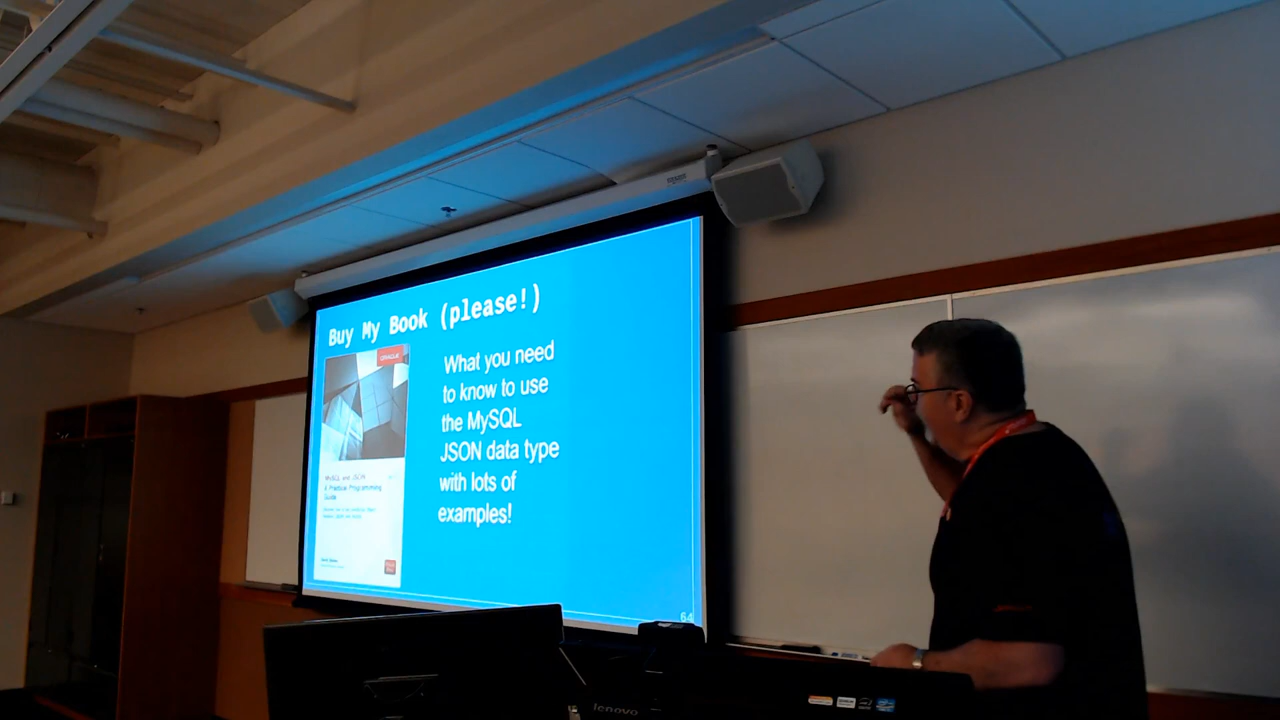 Buy My Book (please!)
ORACLE
What you need
to know to use
the MySQL
JSON data type
with lots of
examples!
MySQL and JSON
A Practical Programming
Guide
64
lenovo